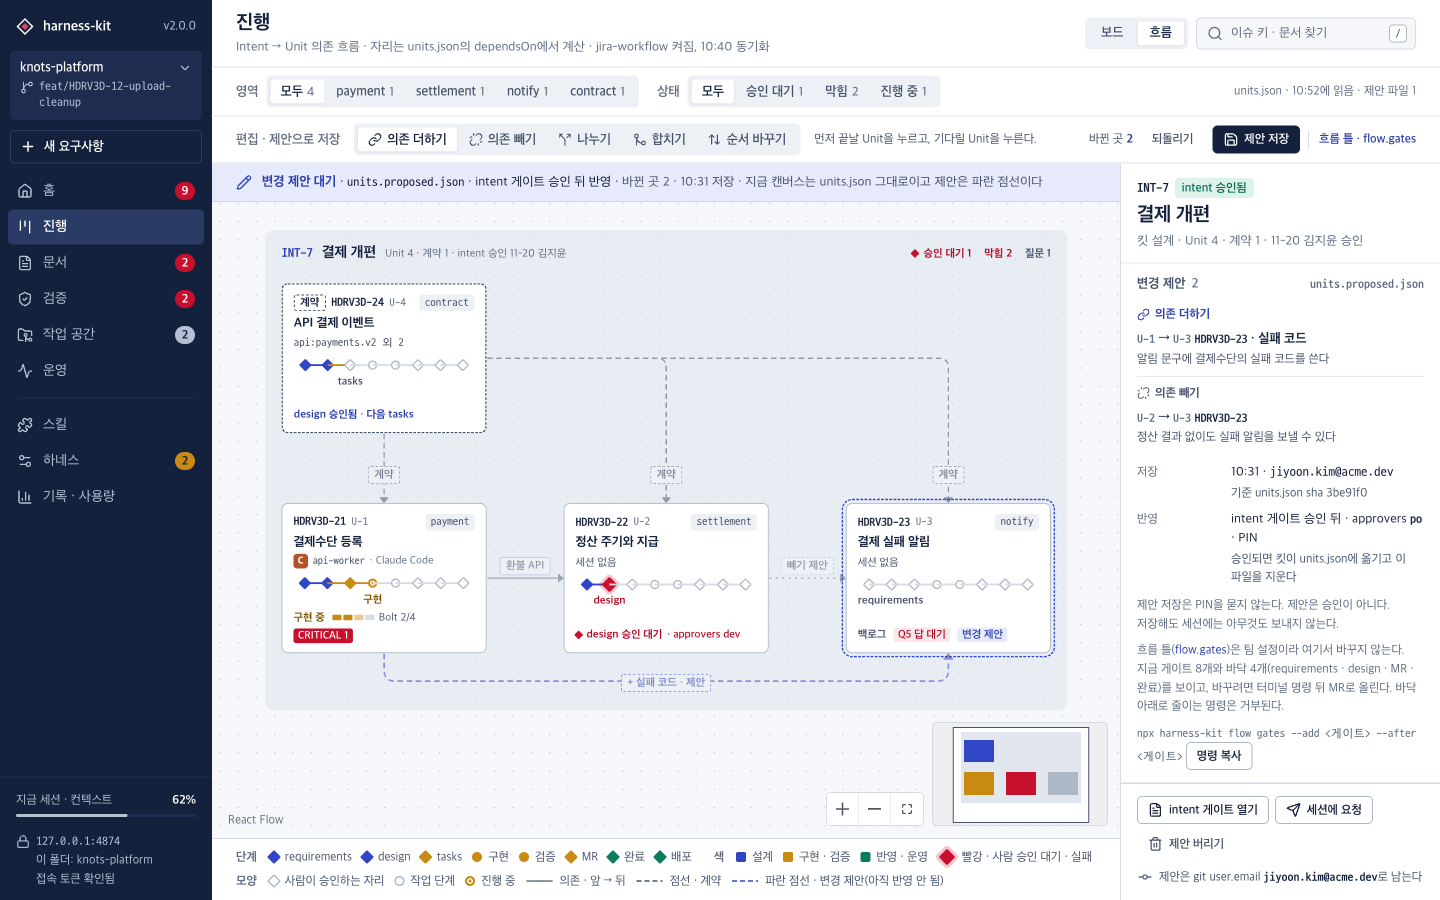 harness-kit v2.0.0
knots-platform
feat/HDRV3D-12-upload-
cleanup
새 요구사항
홈 9
진행
문서 2
검증 2
작업 공간 2
운영
스킬
하네스 2
기록 · 사용량
지금 세션 · 컨텍스트 62%
127.0.0.1:4874
이 폴더: knots-platform
접속 토큰 확인됨
진행
Intent → Unit 의존 흐름 · 자리는 units.json의 dependsOn에서 계산 · jira-workflow 켜짐, 10:40 동기화
보드 흐름
이슈 키 · 문서 찾기 /
영역 모두 4 payment 1 settlement 1 notify 1 contract 1 상태 모두 승인 대기 1 막힘 2 진행 중 1
units.json · 10:52에 읽음 · 제안 파일 1
편집 · 제안으로 저장 의존 더하기 의존 빼기 나누기 합치기 순서 바꾸기 먼저 끝날 Unit을 누르고, 기다릴 Unit을 누른다.
바뀐 곳 2 되돌리기 제안 저장 흐름 틀 · flow.gates
변경 제안 대기 · units.proposed.json · intent 게이트 승인 뒤 반영 · 바뀐 곳 2 · 10:31 저장 · 지금 캔버스는 units.json 그대로이고 제안은 파란 점선이다
INT-7 결제 개편 Unit 4 · 계약 1 · intent 승인 11-20 김지윤
승인 대기 1 막힘 2 질문 1
계약 HDRV3D-24 U-4 contract
API 결제 이벤트
api:payments.v2 외 2
tasks
design 승인됨 · 다음 tasks
계약
계약
계약
HDRV3D-21 U-1 payment
결제수단 등록
C api-worker · Claude Code
구현
구현 중 Bolt 2/4
CRITICAL 1
환불 API
HDRV3D-22 U-2 settlement
정산 주기와 지급
세션 없음
design
design 승인 대기 · approvers dev
빼기 제안
HDRV3D-23 U-3 notify
결제 실패 알림
세션 없음
requirements
백로그 Q5 답 대기 변경 제안
+ 실패 코드 · 제안
React Flow
단계 requirements design tasks 구현 검증 MR 완료 배포 색 설계 구현 · 검증 반영 · 운영 빨강 · 사람 승인 대기 · 실패
모양 사람이 승인하는 자리 작업 단계 진행 중 의존 · 앞 → 뒤 점선 · 계약 파란 점선 · 변경 제안(아직 반영 안 됨)
INT-7 intent 승인됨
결제 개편
킷 설계 · Unit 4 · 계약 1 · 11-20 김지윤 승인
변경 제안 2 units.proposed.json
의존 더하기
U-1 → U-3 HDRV3D-23 · 실패 코드
알림 문구에 결제수단의 실패 코드를 쓴다
의존 빼기
U-2 → U-3 HDRV3D-23
정산 결과 없이도 실패 알림을 보낼 수 있다
저장 10:31 · jiyoon.kim@acme.dev
기준 units.json sha 3be91f0
반영 intent 게이트 승인 뒤 · approvers po
· PIN
승인되면 킷이 units.json에 옮기고 이
파일을 지운다
제안 저장은 PIN을 묻지 않는다. 제안은 승인이 아니다.
저장해도 세션에는 아무것도 보내지 않는다.
흐름 틀(flow.gates)은 팀 설정이라 여기서 바꾸지 않는다.
지금 게이트 8개와 바닥 4개(requirements · design · MR ·
완료)를 보이고, 바꾸려면 터미널 명령 뒤 MR로 올린다. 바닥
아래로 줄이는 명령은 거부된다.
npx harness-kit flow gates --add <게이트> --after
<게이트> 명령 복사
intent 게이트 열기 세션에 요청
제안 버리기
제안은 git user.email jiyoon.kim@acme.dev로 남는다